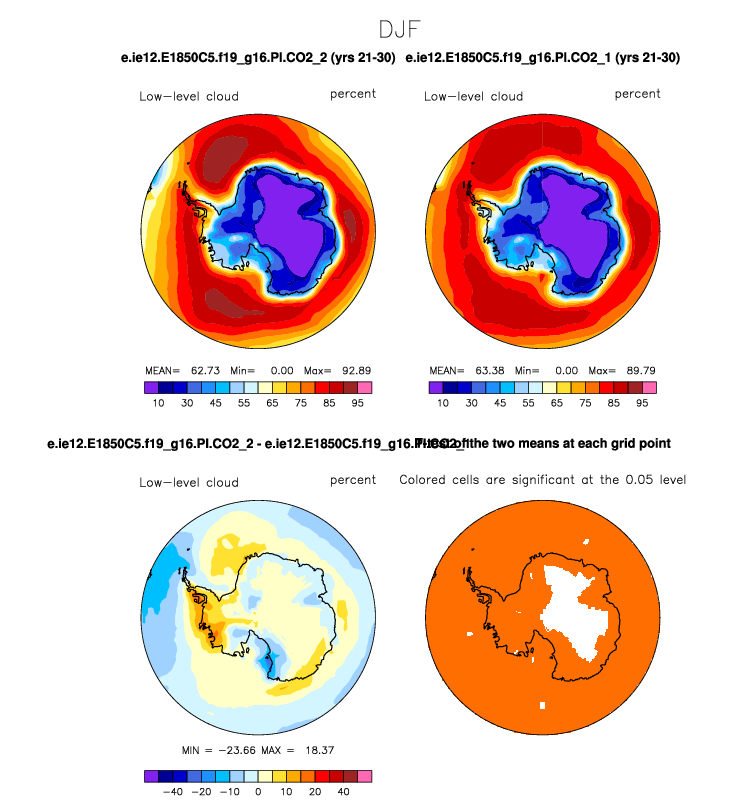 DJF
e.ie12.E1850C5.f19_g16.PI.CO2_2 (yrs 21-30) e.ie12.E1850C5.f19_g16.PI.CO2_1 (yrs 21-30)
Low-level cloud percent Low-level cloud percent
MEAN= 62.73 Min= 0.00 Max= 92.89 MEAN= 63.38 Min= 0.00 Max= 89.79
10 30 45 55 65 75 85 95 10 30 45 55 65 75 85 95
e.ie12.E1850C5.f19_g16.PI.CO2_2 - e.ie12.E1850C5.f19_g16.PI.CO2_1 T-test of the two means at each grid point
Low-level cloud percent Colored cells are significant at the 0.05 level
MIN = -23.66 MAX = 18.37
-40 -20 -10 0 10 20 40